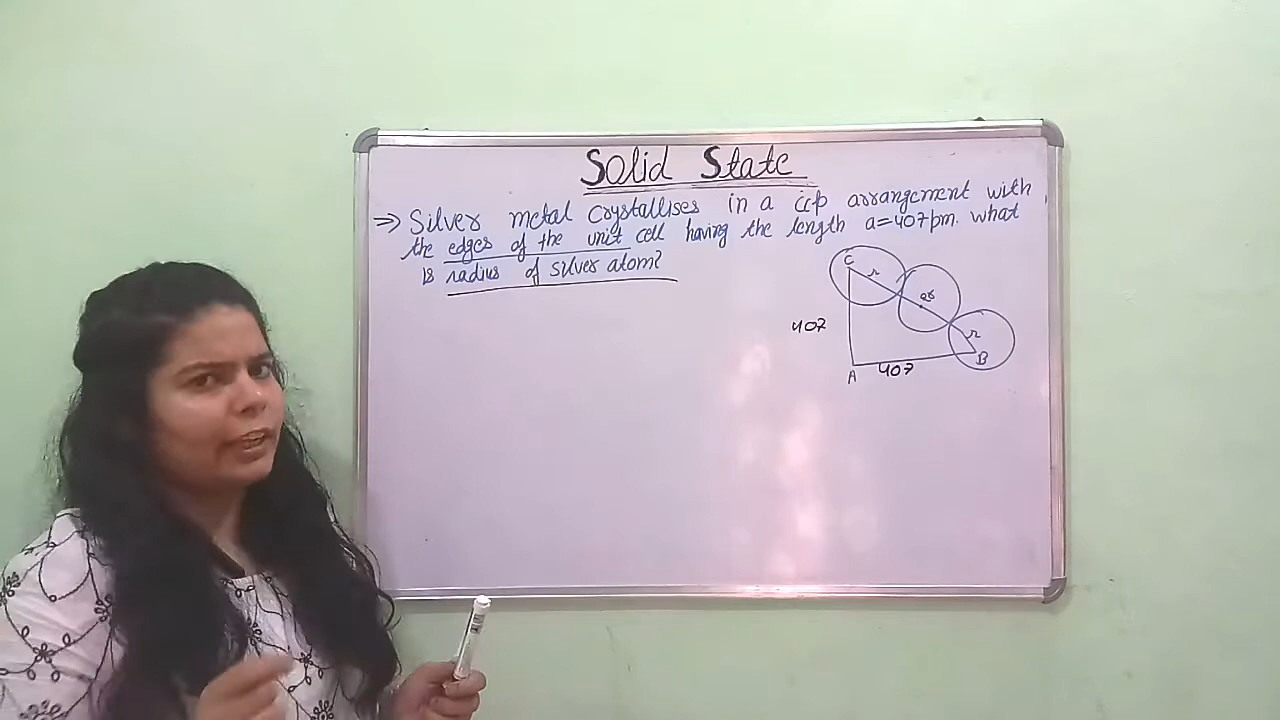 Solid State
⇒ Silver metal crystallises in a ccp arrangement with
the edges of the unit cell having the length a=407pm. what
is radius of silver atom?
C
r
2r
407
r
B
A
407